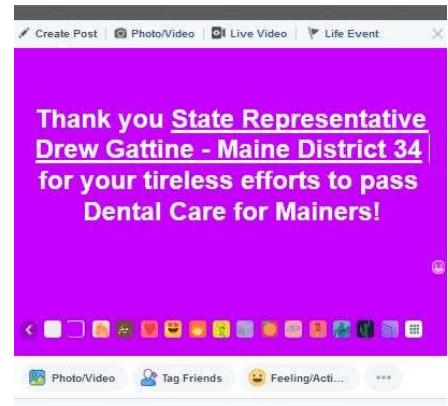 Create Post Photo/Video Live Video Life Event
Thank you State Representative
Drew Gattine - Maine District 34
for your tireless efforts to pass
Dental Care for Mainers!
Photo/Video Tag Friends Feeling/Acti...